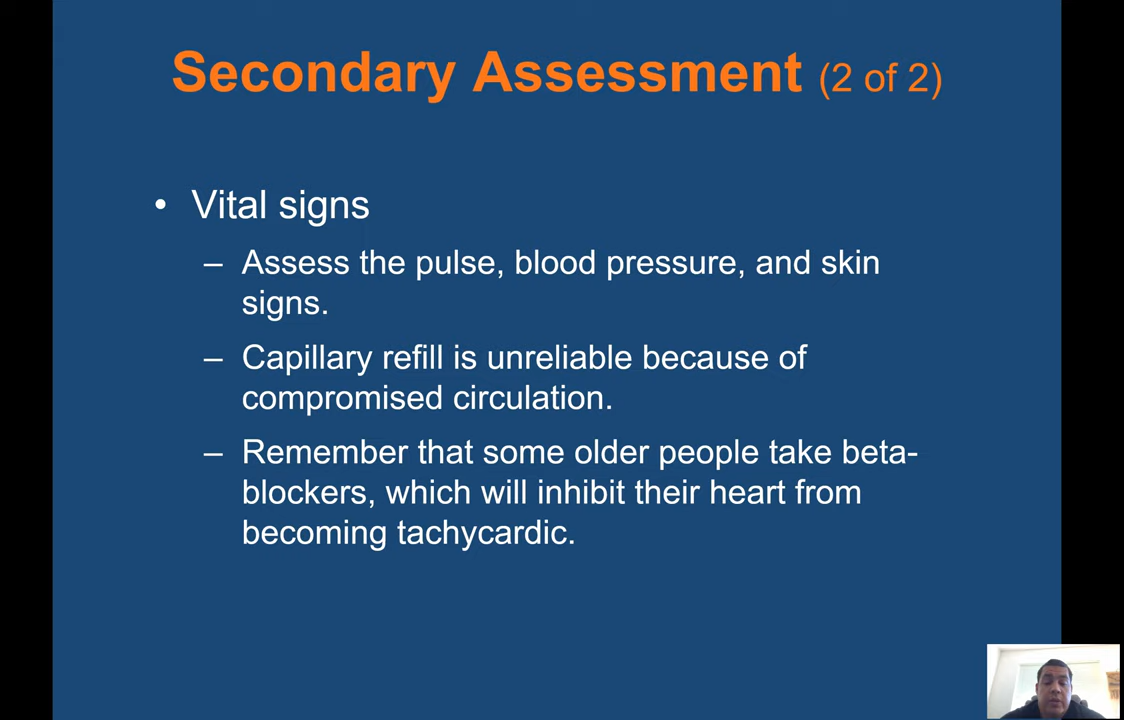 Secondary Assessment (2 of 2)
• Vital signs
– Assess the pulse, blood pressure, and skin
signs.
– Capillary refill is unreliable because of
compromised circulation.
– Remember that some older people take beta-
blockers, which will inhibit their heart from
becoming tachycardic.